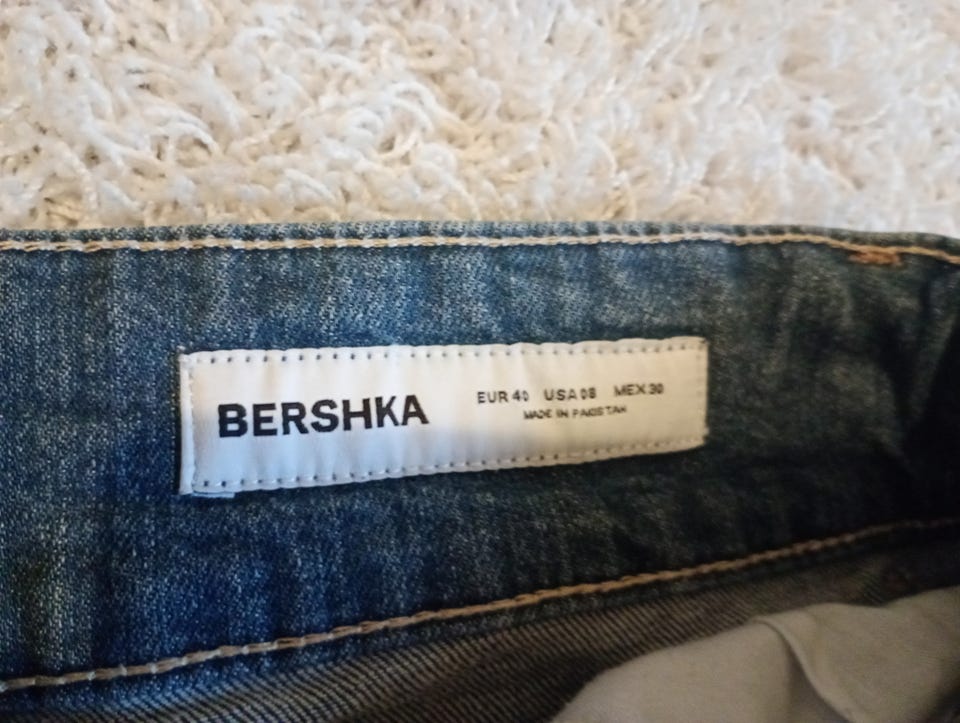 BERSHKA
EUR 40 USA 08 MEX 30
MADE IN PAKISTAN